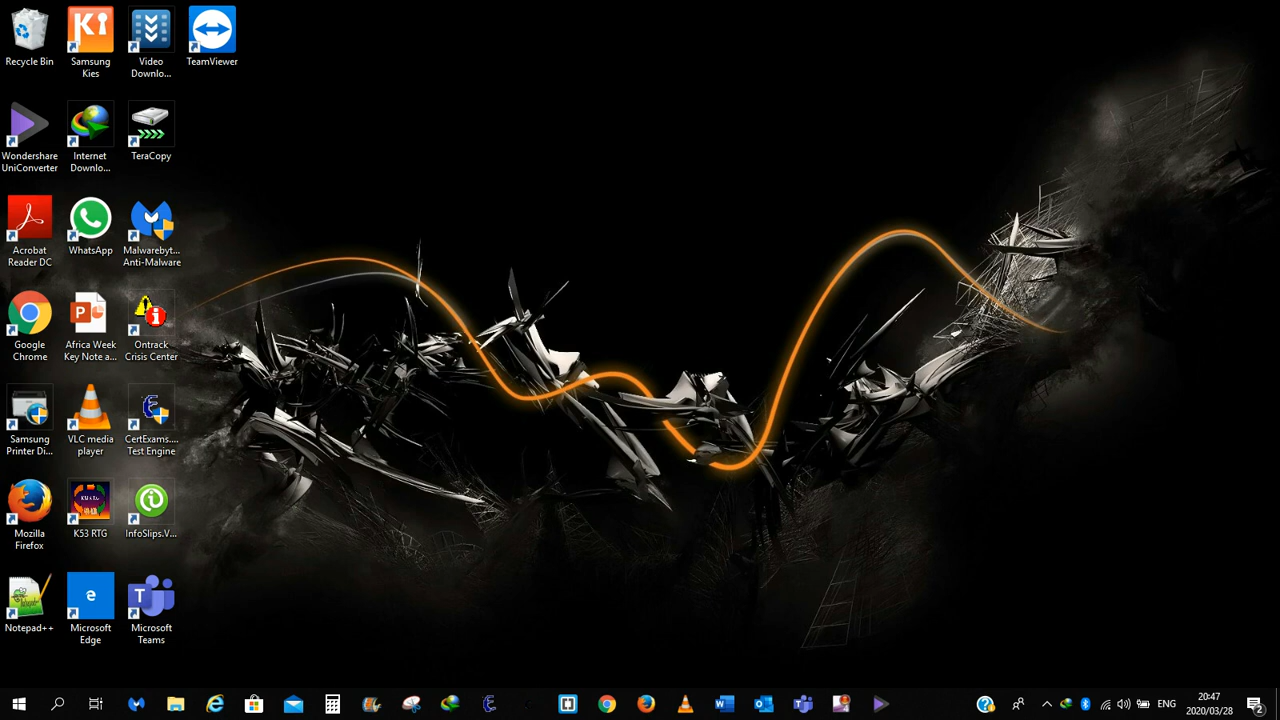 Recycle Bin
Samsung
Kies
Video
Downlo...
TeamViewer
Wondershare
UniConverter
Internet
Downlo...
TeraCopy
Acrobat
Reader DC
WhatsApp
Malwarebyt...
Anti-Malware
Google
Chrome
Africa Week
Key Note a...
Ontrack
Crisis Center
Samsung
Printer Di...
VLC media
player
CertExams....
Test Engine
Mozilla
Firefox
K53 RTG
InfoSlips.V...
Notepad++
Microsoft
Edge
Microsoft
Teams
ENG
20:47
2020/03/28
2